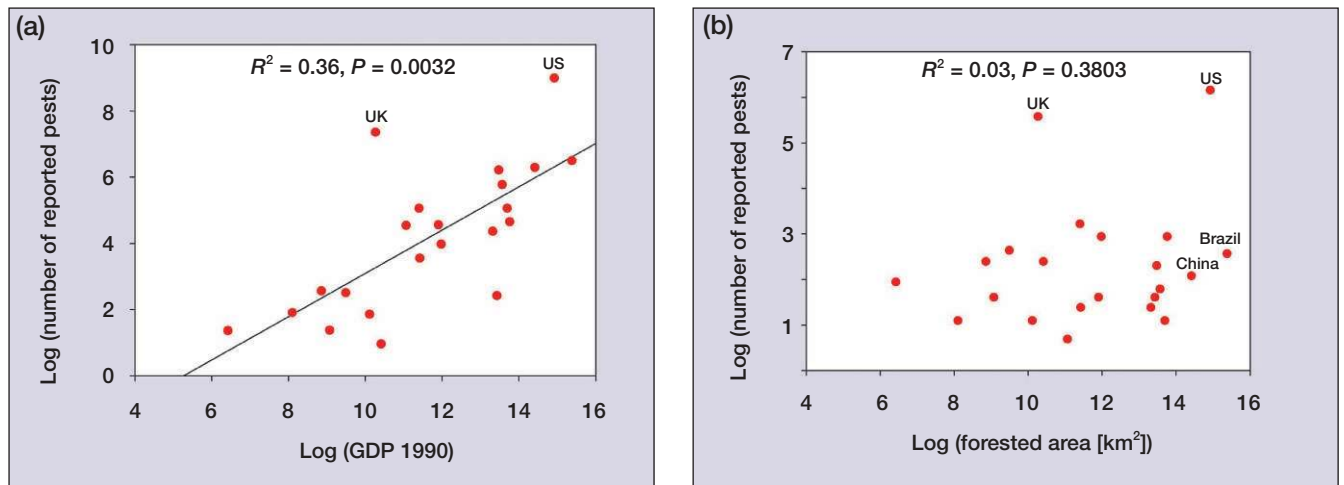 (a)
R² = 0.36, P = 0.0032
US
UK
Log (number of reported pests)
10
8
6
4
2
0
4 6 8 10 12 14 16
Log (GDP 1990)
(b)
R² = 0.03, P = 0.3803
US
UK
Brazil
China
Log (number of reported pests)
7
5
3
1
4 6 8 10 12 14 16
Log (forested area [km²])